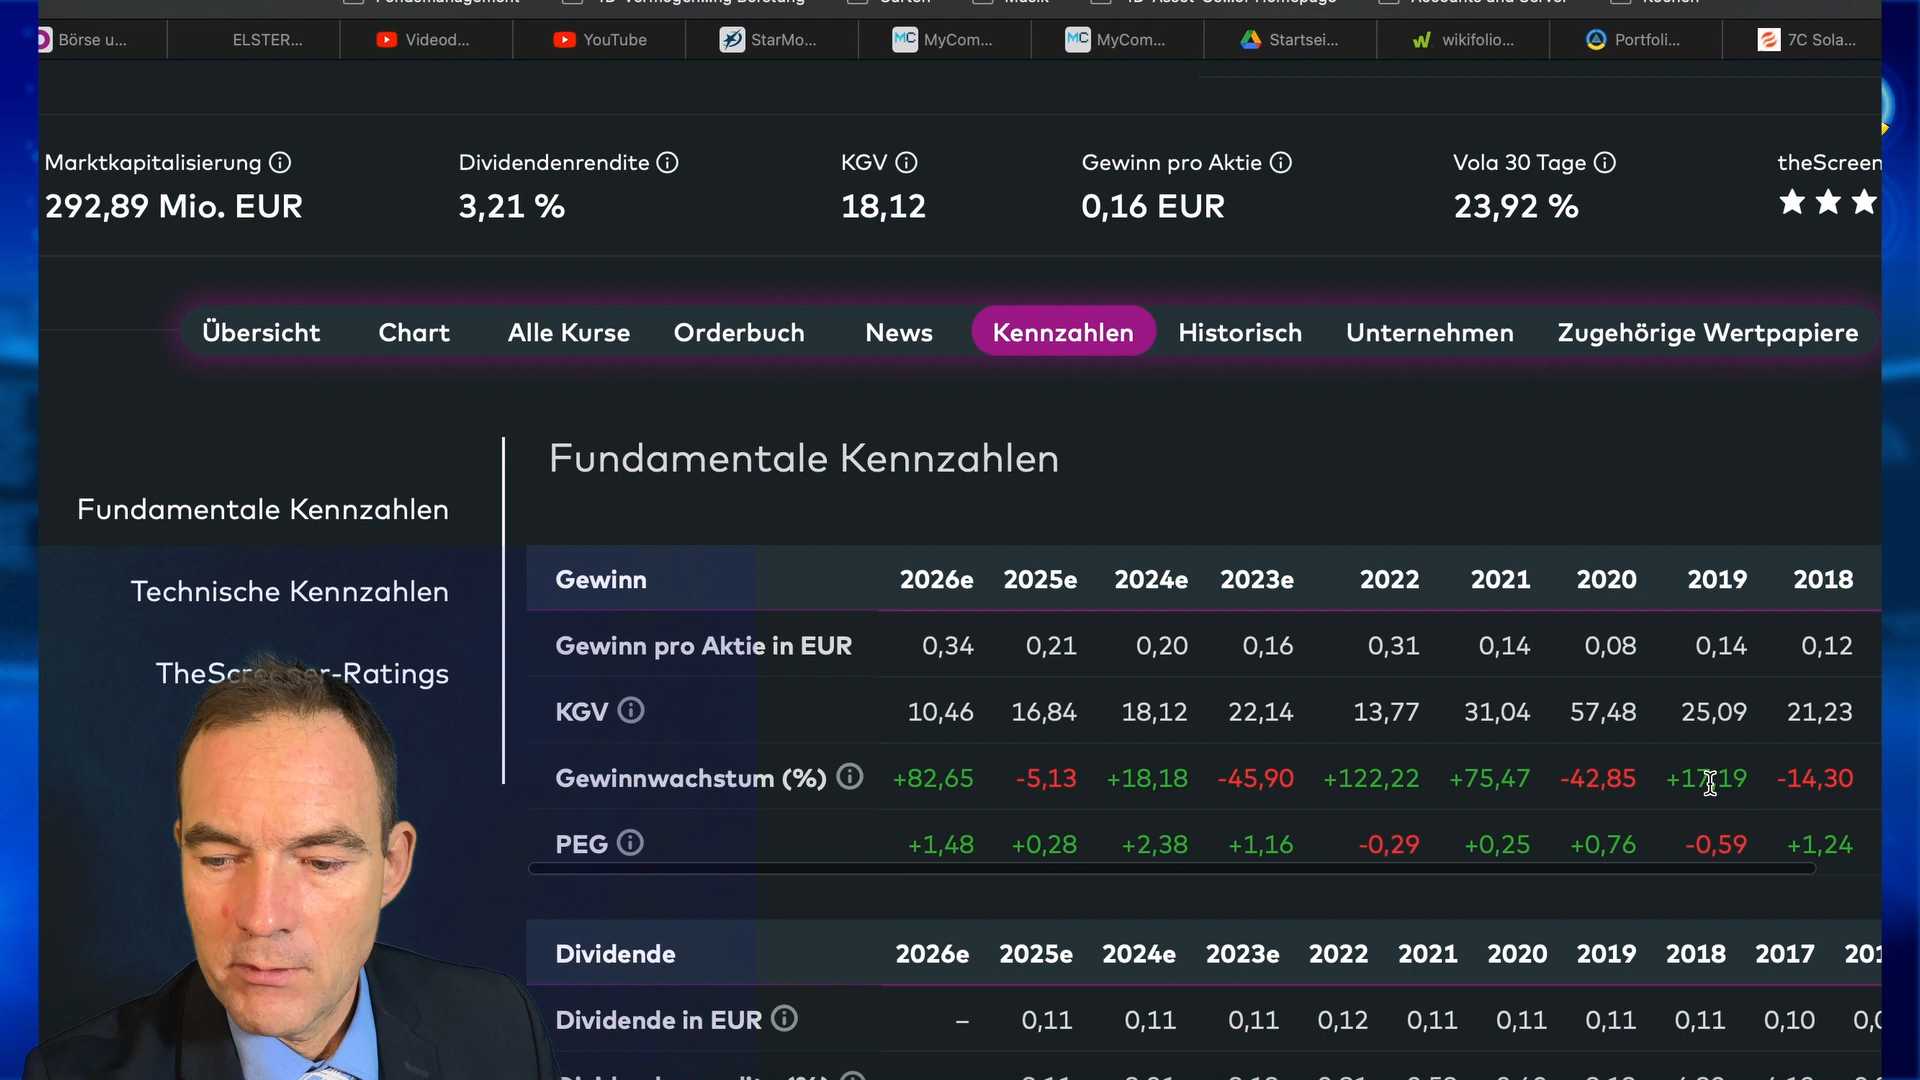 Börse u...
ELSTER...
Videod...
YouTube
StarMo...
MyCom...
MyCom...
Startsei...
wikifolio...
Portfoli...
7C Sola...
Marktkapitalisierung
292,89 Mio. EUR
Dividendenrendite
3,21 %
KGV
18,12
Gewinn pro Aktie
0,16 EUR
Vola 30 Tage
23,92 %
theScreen
Übersicht Chart Alle Kurse Orderbuch News Kennzahlen Historisch Unternehmen Zugehörige Wertpapiere
Fundamentale Kennzahlen
Technische Kennzahlen
TheScreener-Ratings
Fundamentale Kennzahlen
Gewinn 2026e 2025e 2024e 2023e 2022 2021 2020 2019 2018
Gewinn pro Aktie in EUR 0,34 0,21 0,20 0,16 0,31 0,14 0,08 0,14 0,12
KGV 10,46 16,84 18,12 22,14 13,77 31,04 57,48 25,09 21,23
Gewinnwachstum (%) +82,65 -5,13 +18,18 -45,90 +122,22 +75,47 -42,85 +17,19 -14,30
PEG +1,48 +0,28 +2,38 +1,16 -0,29 +0,25 +0,76 -0,59 +1,24
Dividende 2026e 2025e 2024e 2023e 2022 2021 2020 2019 2018 2017
Dividende in EUR – 0,11 0,11 0,11 0,12 0,11 0,11 0,11 0,11 0,10